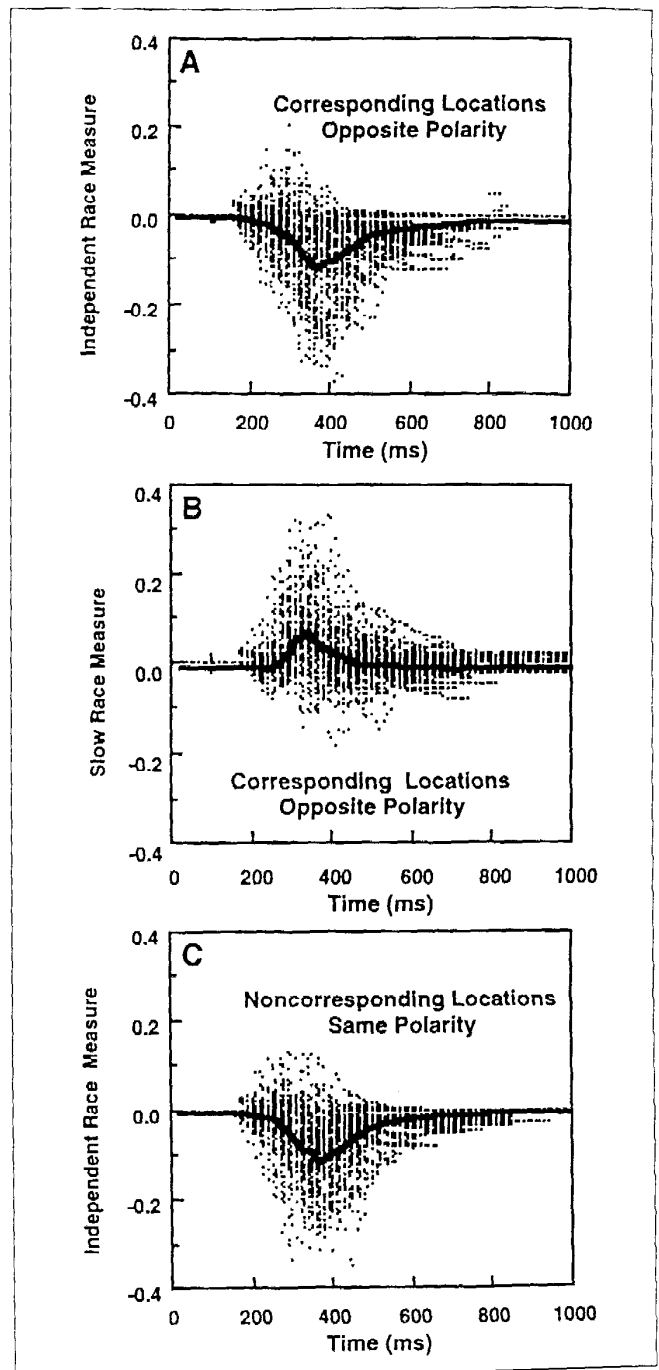 A
Corresponding Locations
Opposite Polarity
Independent Race Measure
0.4
0.2
0.0
-0.2
-0.4
0 200 400 600 800 1000
Time (ms)
B
Slow Race Measure
0.4
0.2
0.0
-0.2
-0.4
Corresponding Locations
Opposite Polarity
0 200 400 600 800 1000
Time (ms)
C
Noncorresponding Locations
Same Polarity
Independent Race Measure
0.4
0.2
0.0
-0.2
-0.4
0 200 400 600 800 1000
Time (ms)